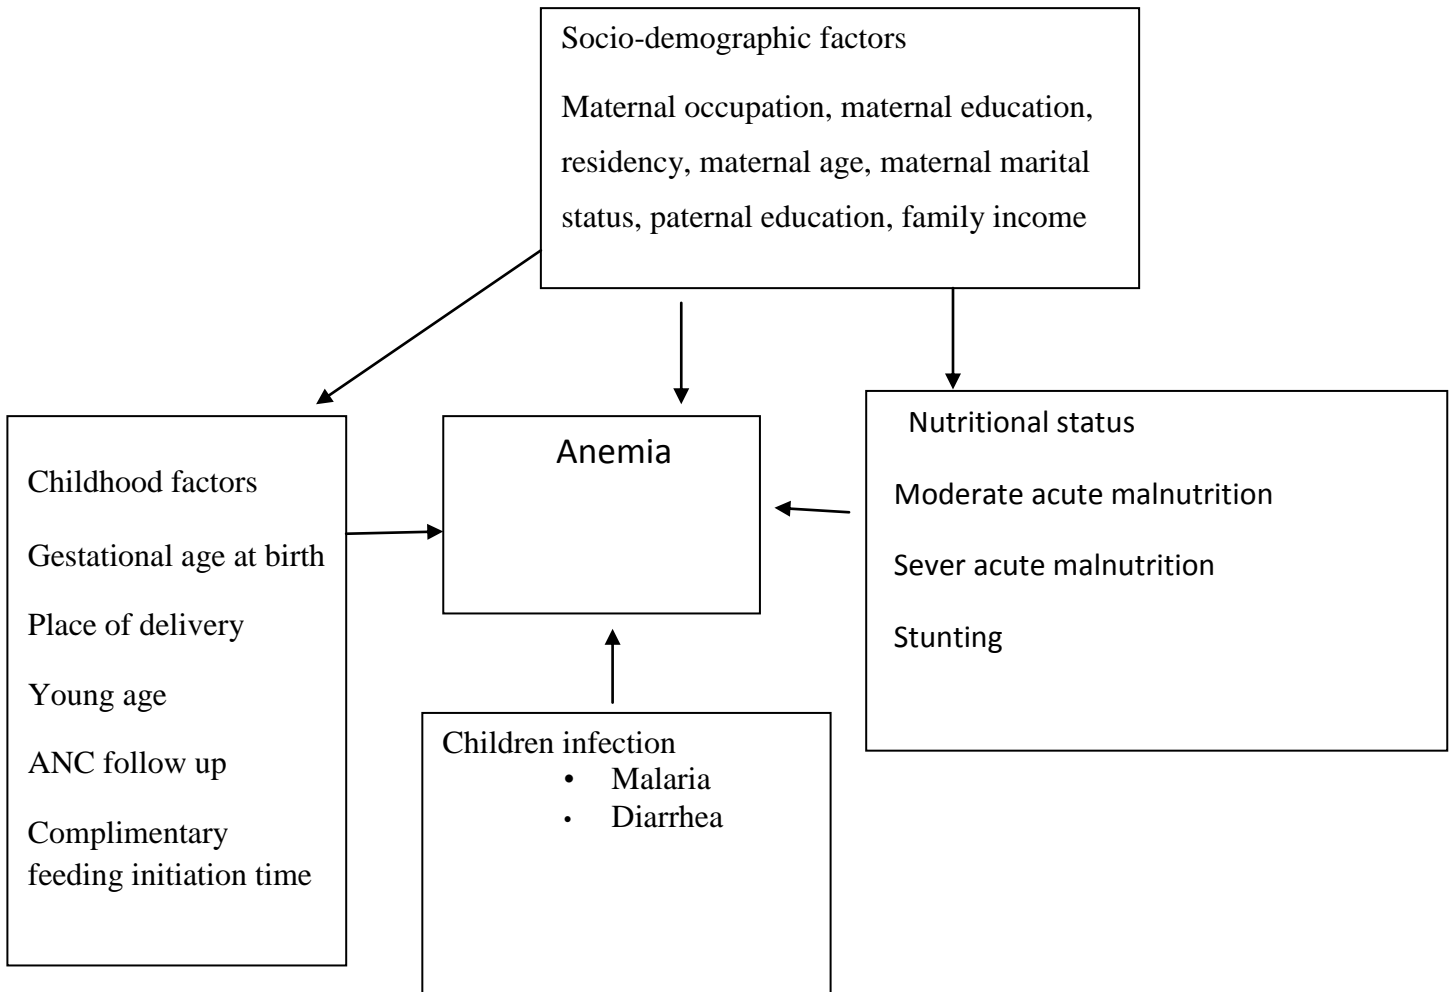 Socio-demographic factors
Maternal occupation, maternal education,
residency, maternal age, maternal marital
status, paternal education, family income
Childhood factors
Gestational age at birth
Place of delivery
Young age
ANC follow up
Complimentary
feeding initiation time
Anemia
Nutritional status
Moderate acute malnutrition
Sever acute malnutrition
Stunting
Children infection
• Malaria
• Diarrhea